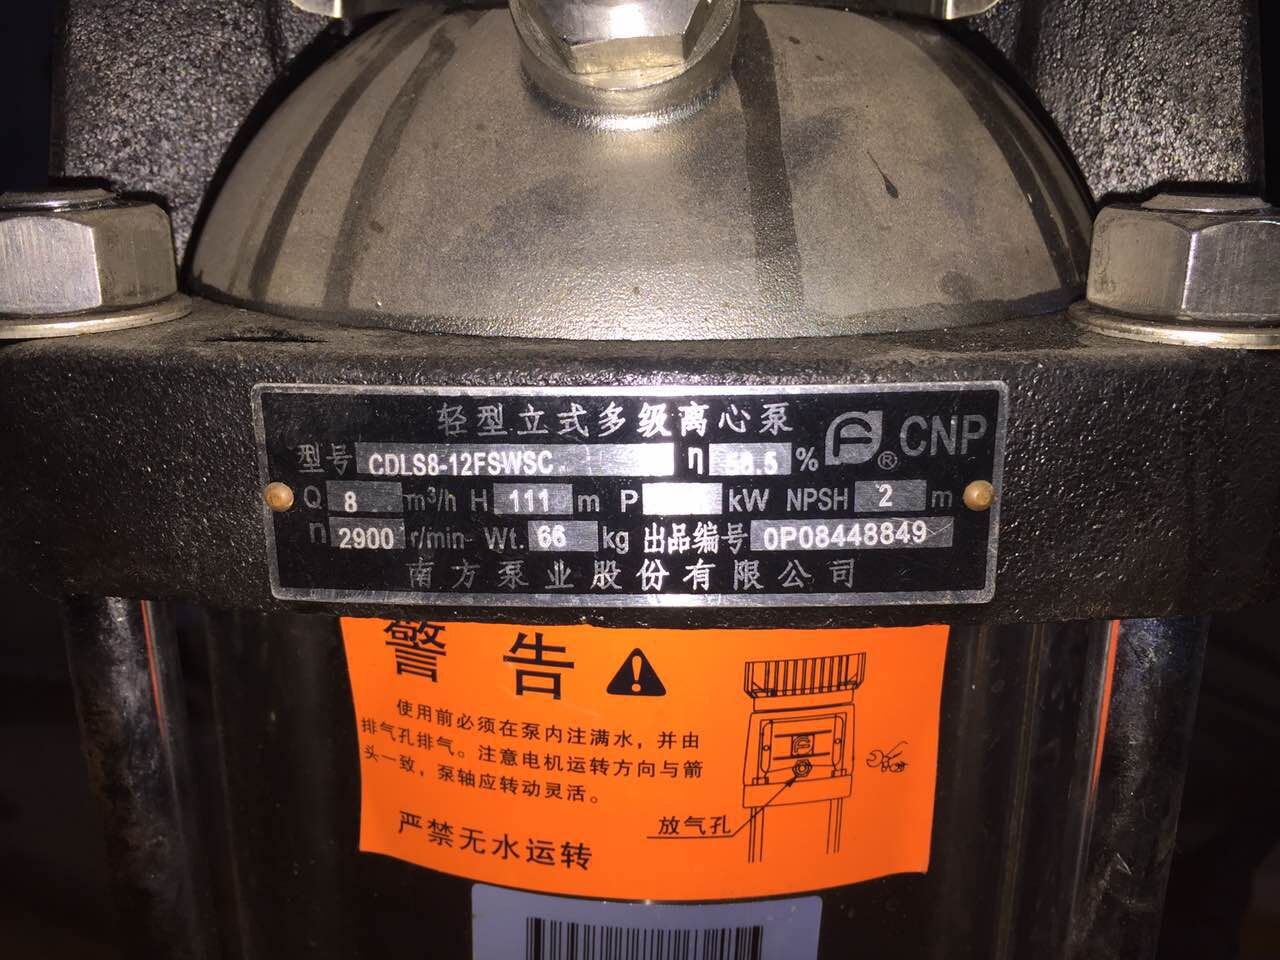 轻型立式多级离心泵
CNP
型号 CDLS8-12FSWSC η 58.5 %
Q 8 m³/h H 111 m P kW NPSH 2 m
n 2900 r/min Wt. 66 kg 出品编号 0P08448849
南方泵业股份有限公司
警告
使用前必须在泵内注满水，并由
排气孔排气。注意电机运转方向与箭
头一致，泵轴应转动灵活。
放气孔
严禁无水运转